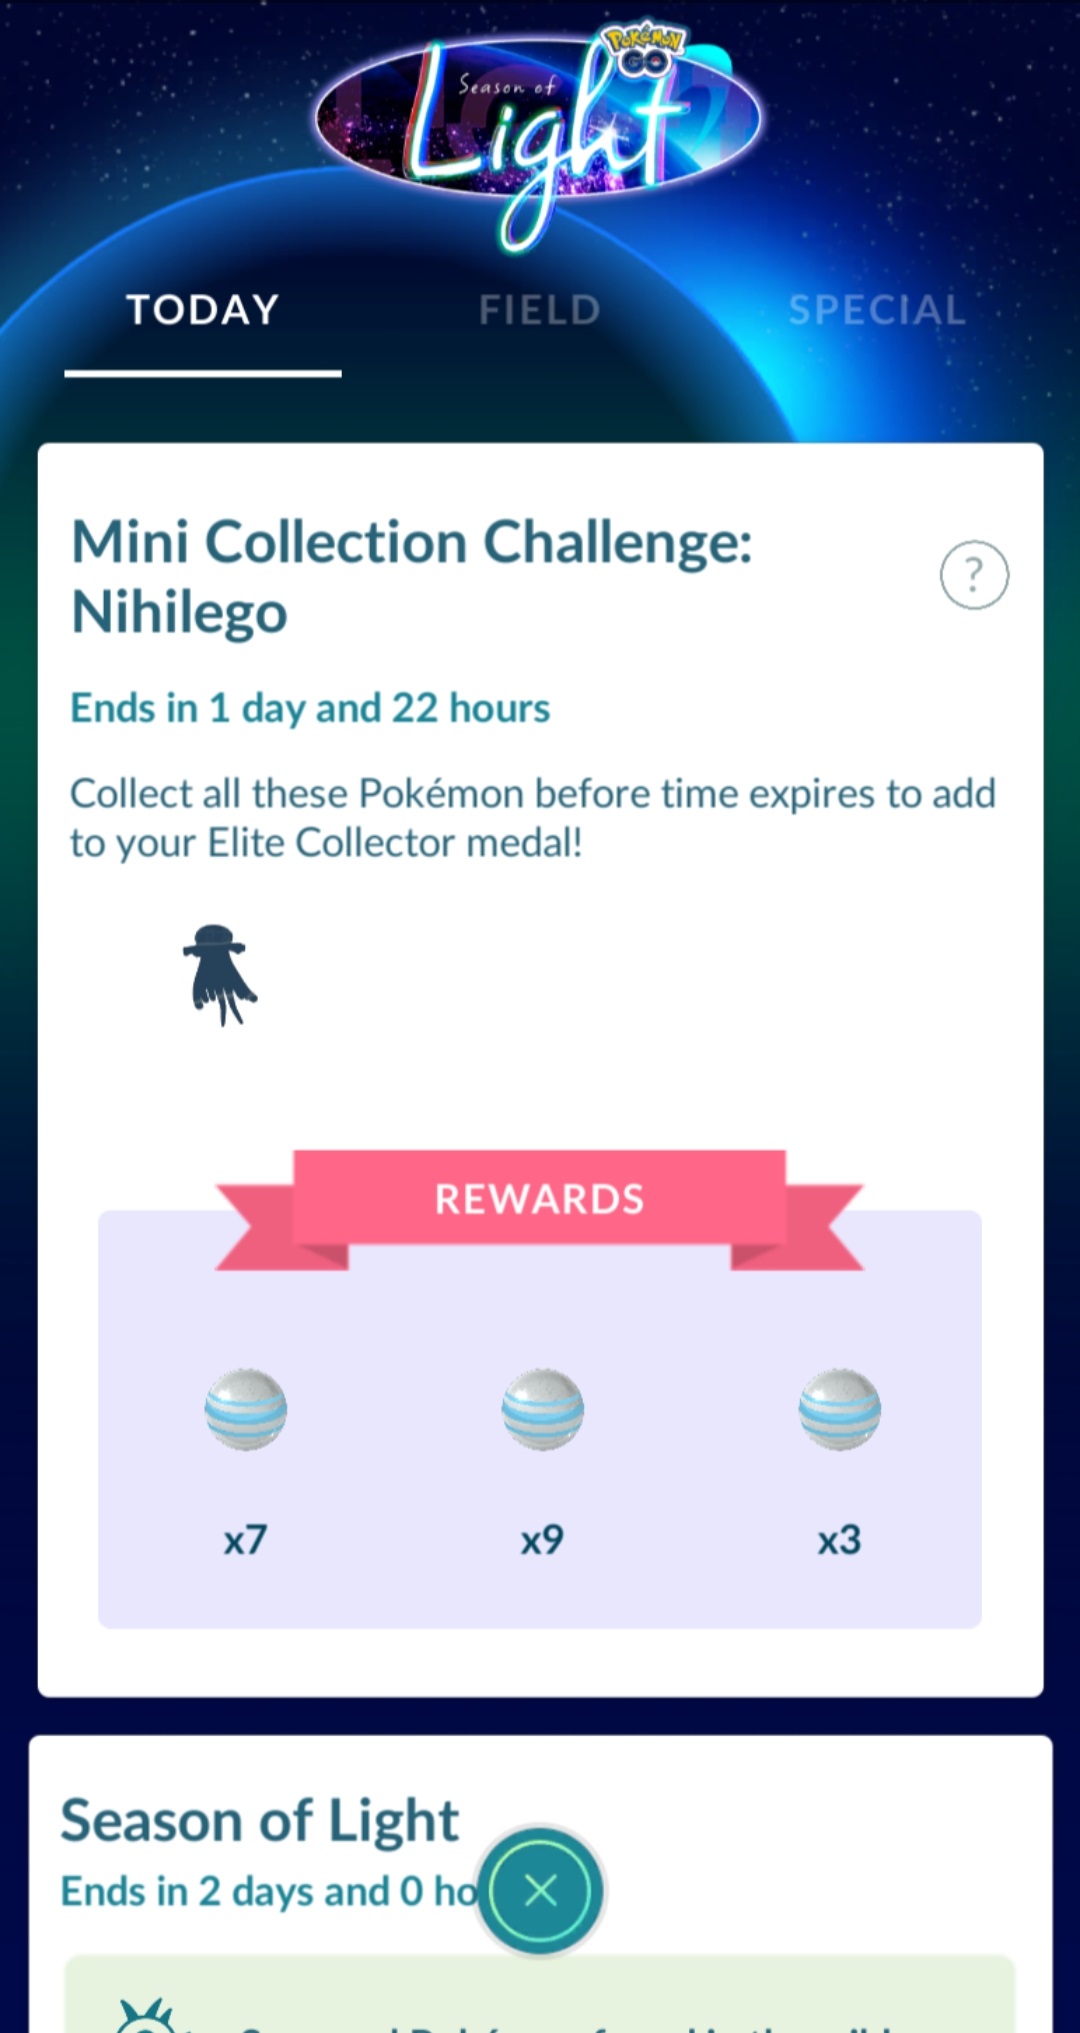 Pokémon
GO
Season of
Light
TODAY
FIELD
SPECIAL
Mini Collection Challenge:
Nihilego
?
Ends in 1 day and 22 hours
Collect all these Pokémon before time expires to add
to your Elite Collector medal!
REWARDS
x7
x9
x3
Season of Light
Ends in 2 days and 0 ho